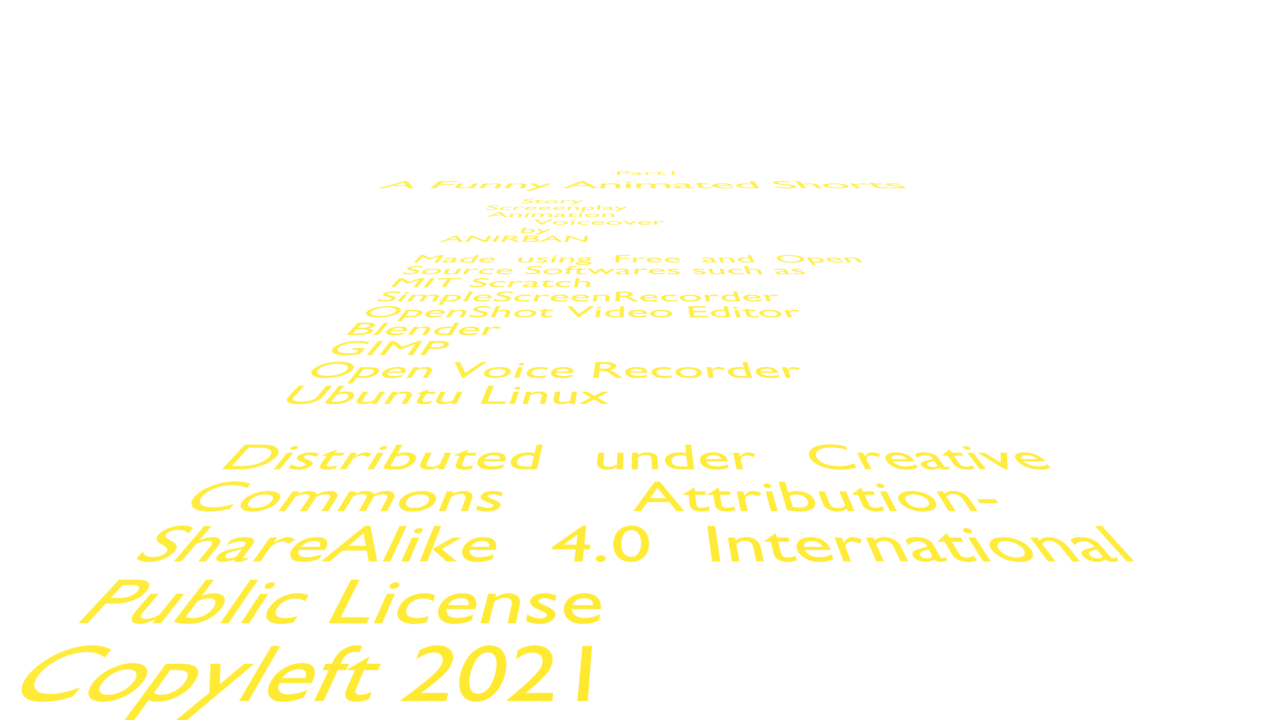 Part1
A Funny Animated Shorts
Story
Screeenplay
Animation
Voiceover
by
ANIRBAN
Made using Free and Open
Source Softwares such as
MIT Scratch
SimpleScreenRecorder
OpenShot Video Editor
Blender
GIMP
Open Voice Recorder
Ubuntu Linux
Distributed under Creative
Commons Attribution-
ShareAlike 4.0 International
Public License
Copyleft 2021